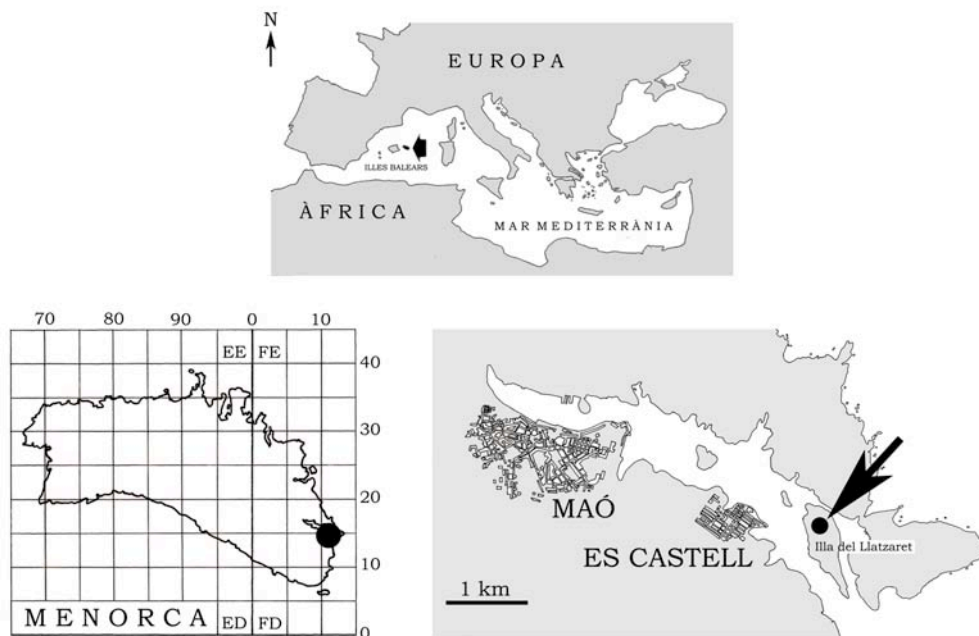 N
EUROPA
ILLES BALEARS
ÀFRICA
MAR MEDITERRÀNIA
70 80 90 0 10
EE FE
40
30
20
10
0
MENORCA
ED FD
MAÓ
ES CASTELL
Illa del Llatzaret
1 km